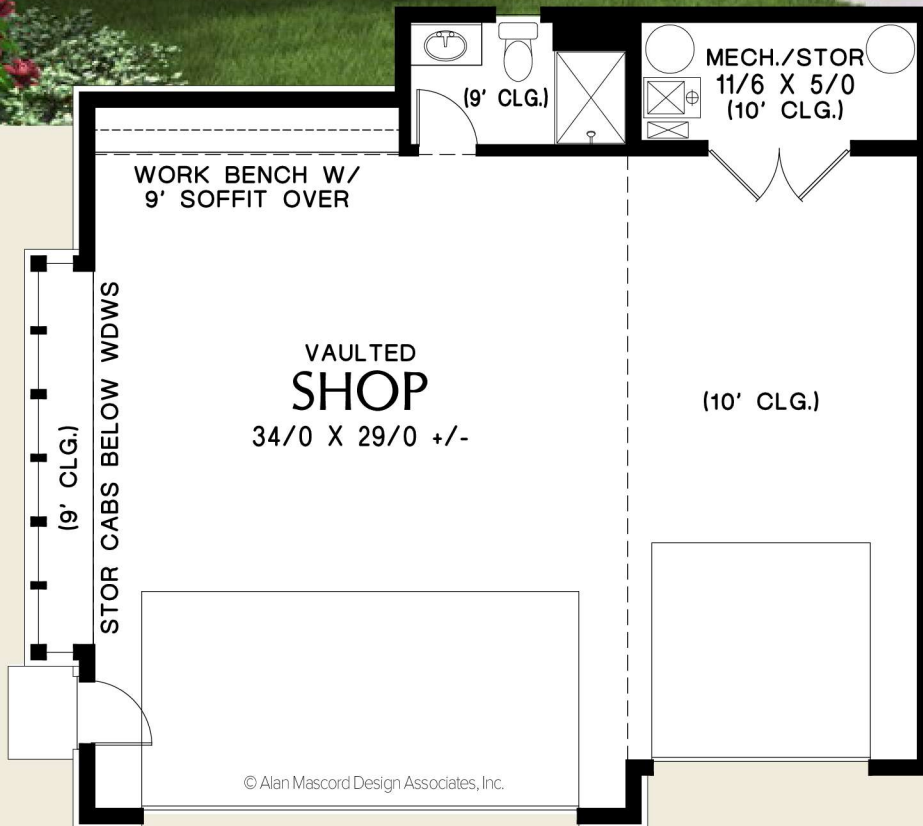 MECH./STOR
11/6 X 5/0
(10' CLG.)
(9' CLG.)
WORK BENCH W/
9' SOFFIT OVER
STOR CABS BELOW WDWS
(9' CLG.)
VAULTED
SHOP
34/0 X 29/0 +/-
(10' CLG.)
© Alan Mascord Design Associates, Inc.